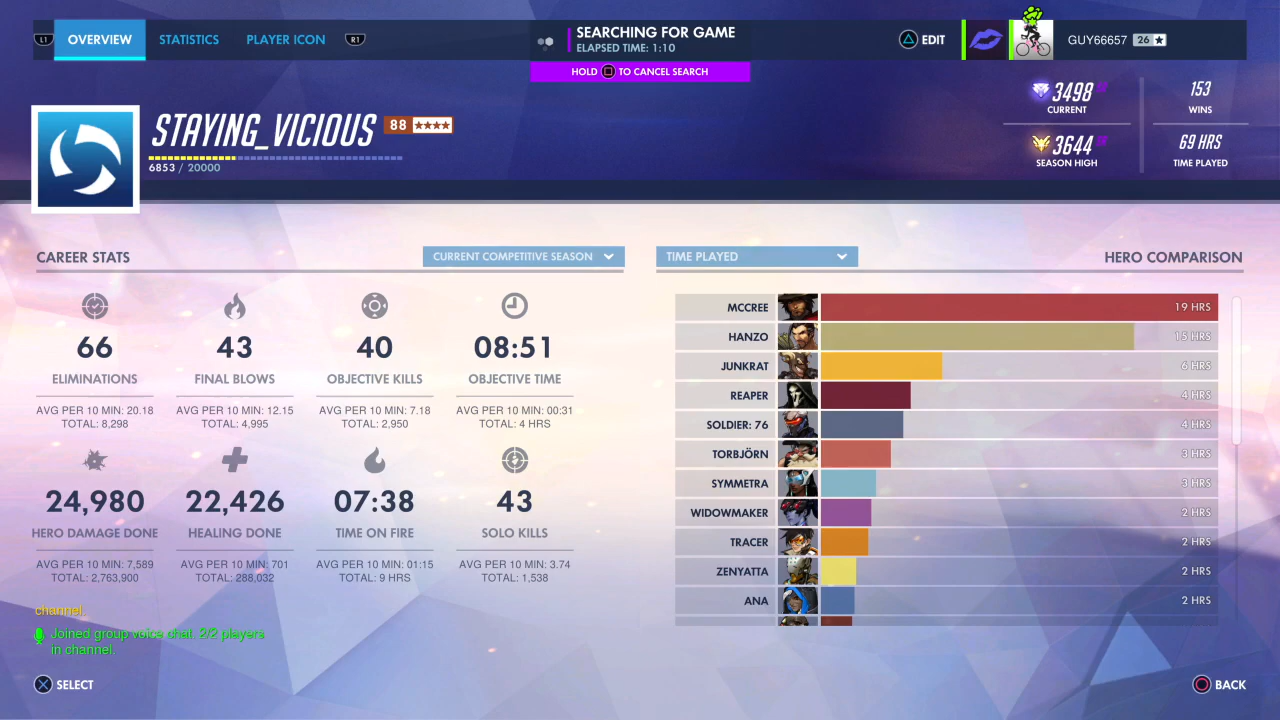 L1
OVERVIEW
STATISTICS
PLAYER ICON
R1
SEARCHING FOR GAME
ELAPSED TIME: 1:10
HOLD TO CANCEL SEARCH
EDIT
GUY66657
26
STAYING_VICIOUS
88
6853 / 20000
3498 SR
CURRENT
3644 SR
SEASON HIGH
153
WINS
69 HRS
TIME PLAYED
CAREER STATS
CURRENT COMPETITIVE SEASON
66
ELIMINATIONS
AVG PER 10 MIN: 20.18
TOTAL: 8,298
43
FINAL BLOWS
AVG PER 10 MIN: 12.15
TOTAL: 4,995
40
OBJECTIVE KILLS
AVG PER 10 MIN: 7.18
TOTAL: 2,950
08:51
OBJECTIVE TIME
AVG PER 10 MIN: 00:31
TOTAL: 4 HRS
24,980
HERO DAMAGE DONE
AVG PER 10 MIN: 7,589
TOTAL: 2,763,900
22,426
HEALING DONE
AVG PER 10 MIN: 701
TOTAL: 288,032
07:38
TIME ON FIRE
AVG PER 10 MIN: 01:15
TOTAL: 9 HRS
43
SOLO KILLS
AVG PER 10 MIN: 3.74
TOTAL: 1,538
TIME PLAYED
HERO COMPARISON
MCCREE 19 HRS
HANZO 15 HRS
JUNKRAT 6 HRS
REAPER 4 HRS
SOLDIER: 76 4 HRS
TORBJÖRN 3 HRS
SYMMETRA 3 HRS
WIDOWMAKER 2 HRS
TRACER 2 HRS
ZENYATTA 2 HRS
ANA 2 HRS
channel.
Joined group voice chat. 2/2 players
in channel.
SELECT
BACK